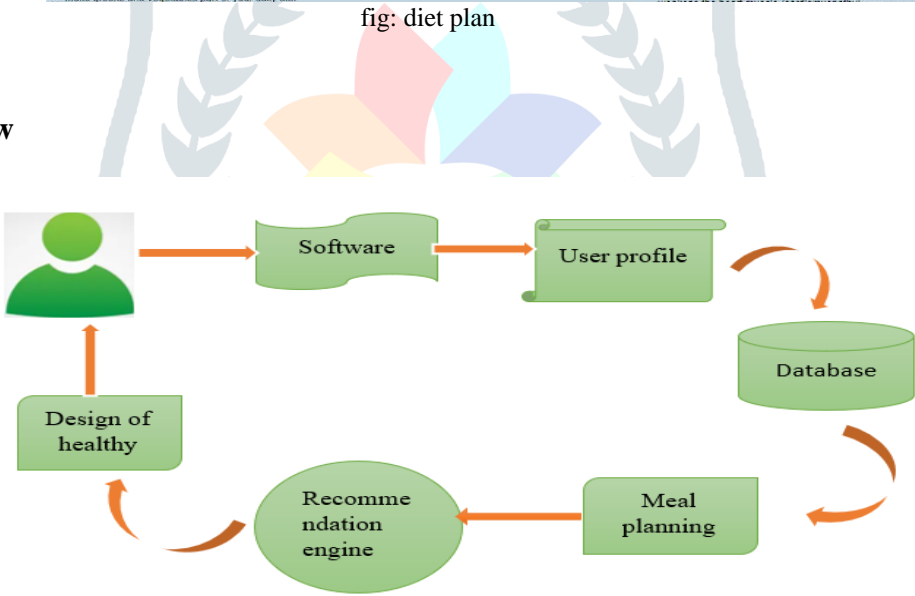 fig: diet plan
w
Software
User profile
Database
Meal
planning
Recomme
ndation
engine
Design of
healthy